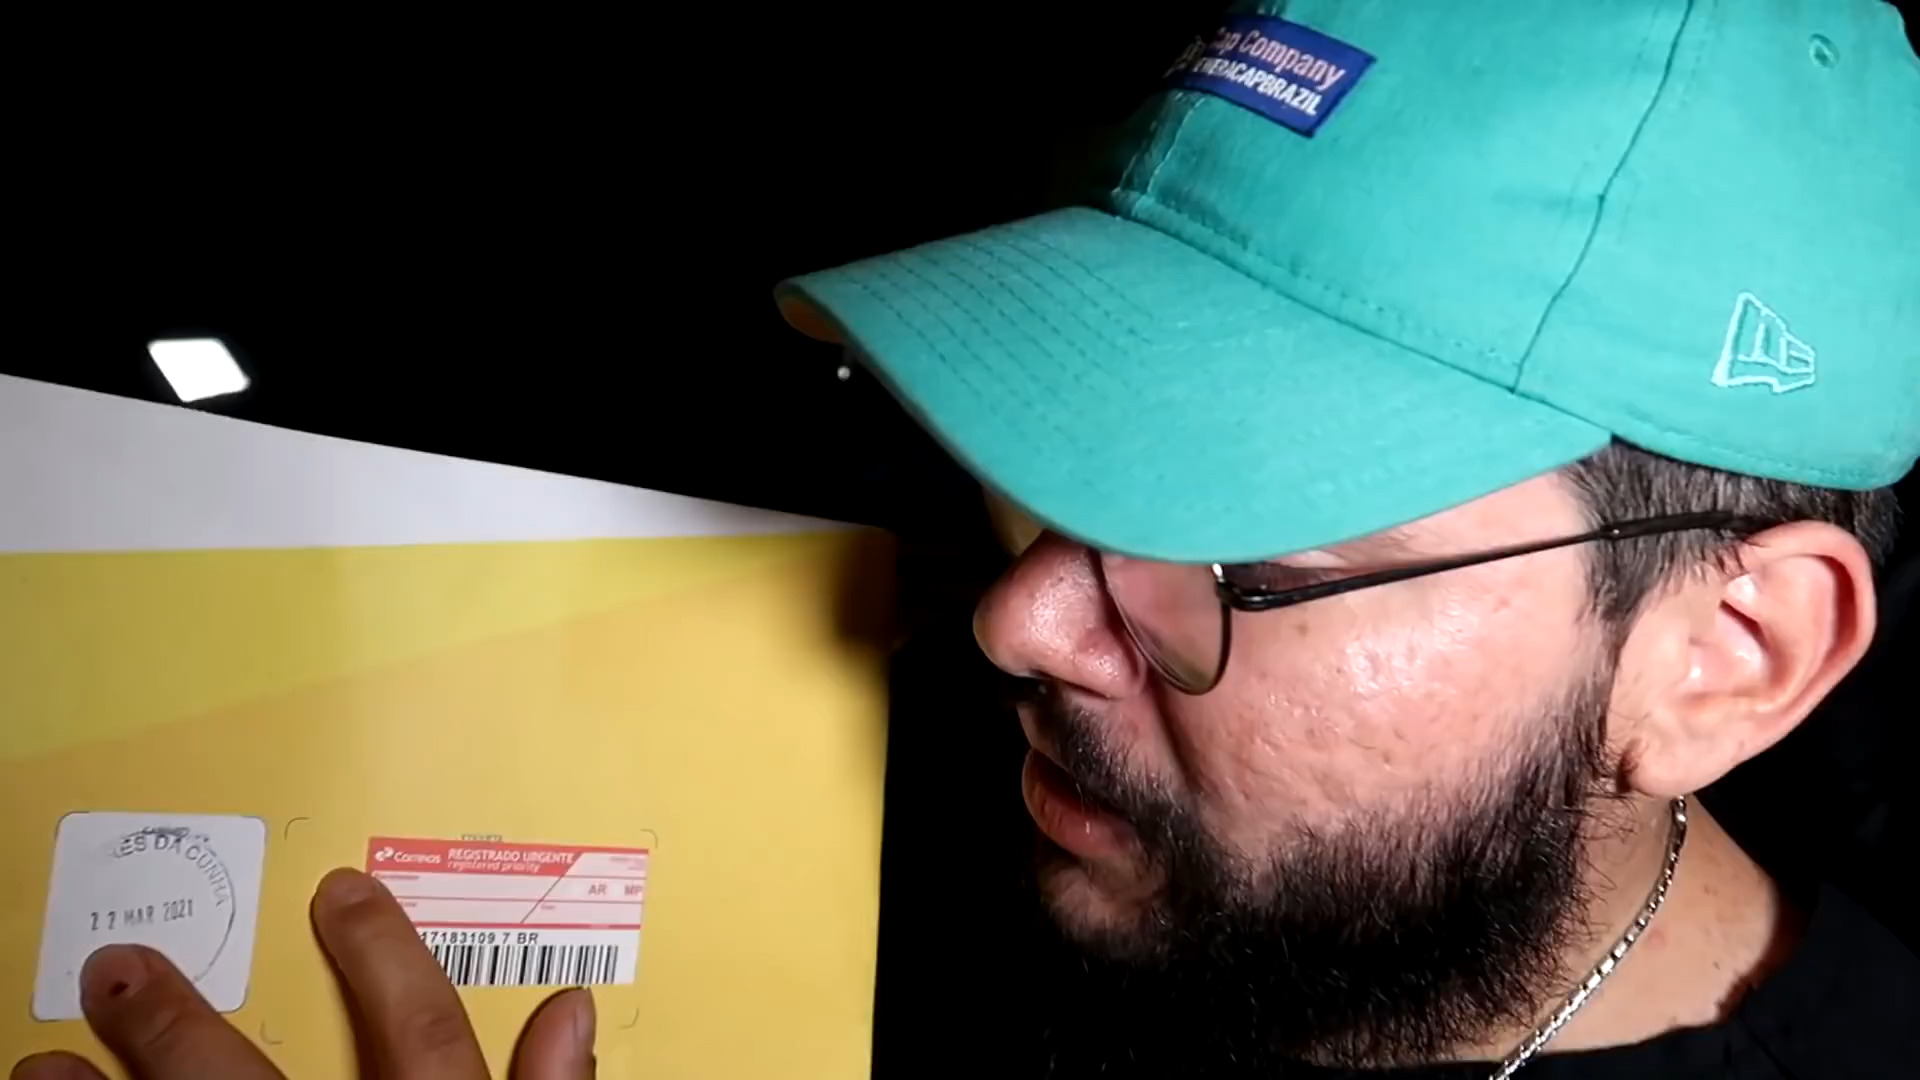 Cap Company
NEWERACAPBRAZIL
ES DA CUNHA
22 MAR 2021
Correios
REGISTRADO URGENTE
registered priority
AR MP
17183109 7 BR